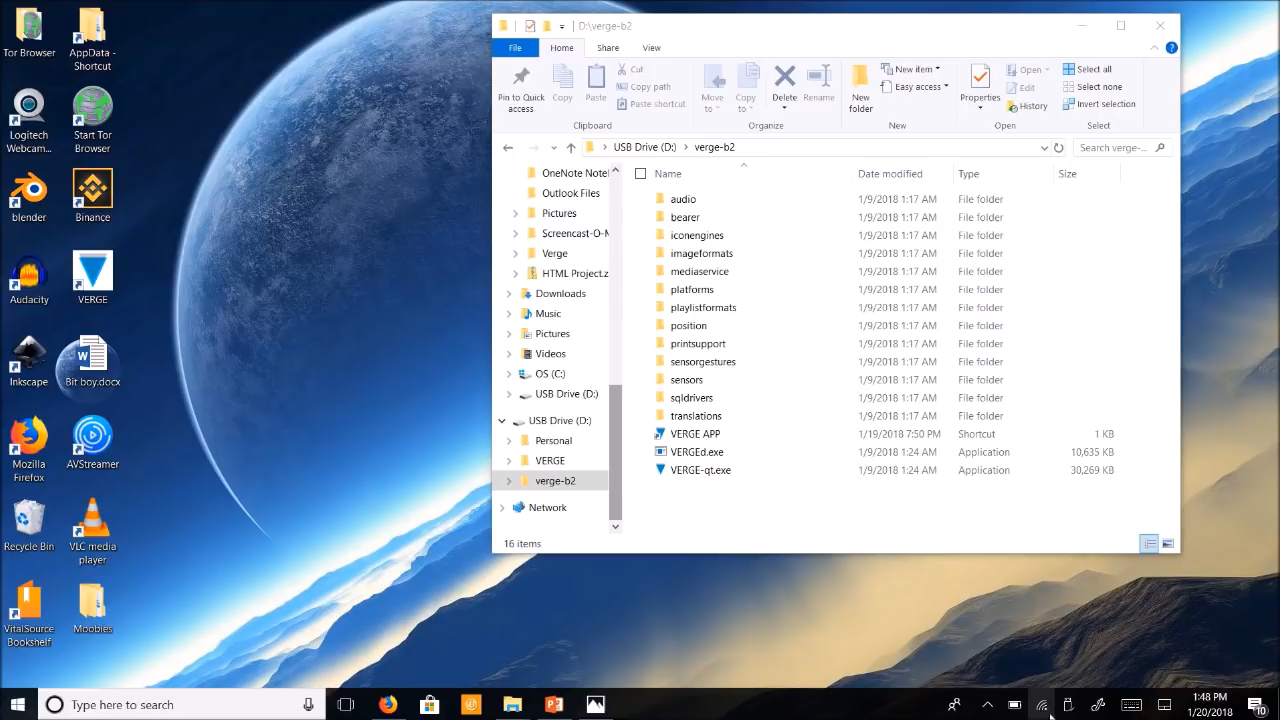 Tor Browser
AppData - Shortcut
Logitech Webcam...
Start Tor Browser
blender
Binance
Audacity
VERGE
Inkscape
Bit boy.docx
Mozilla Firefox
AVStreamer
Recycle Bin
VLC media player
VitalSource Bookshelf
Moobies
D:\verge-b2
File Home Share View
Pin to Quick access
Copy
Paste
Cut
Copy path
Paste shortcut
Clipboard
Move to
Copy to
Delete
Rename
Organize
New folder
New item
Easy access
New
Properties
Open
Edit
History
Open
Select all
Select none
Invert selection
Select
USB Drive (D:) > verge-b2
Search verge-...
OneNote Note
Outlook Files
Pictures
Screencast-O-M
Verge
HTML Project.z
Downloads
Music
Pictures
Videos
OS (C:)
USB Drive (D:)
USB Drive (D:)
Personal
VERGE
verge-b2
Network
Name Date modified Type Size
audio 1/9/2018 1:17 AM File folder
bearer 1/9/2018 1:17 AM File folder
iconengines 1/9/2018 1:17 AM File folder
imageformats 1/9/2018 1:17 AM File folder
mediaservice 1/9/2018 1:17 AM File folder
platforms 1/9/2018 1:17 AM File folder
playlistformats 1/9/2018 1:17 AM File folder
position 1/9/2018 1:17 AM File folder
printsupport 1/9/2018 1:17 AM File folder
sensorgestures 1/9/2018 1:17 AM File folder
sensors 1/9/2018 1:17 AM File folder
sqldrivers 1/9/2018 1:17 AM File folder
translations 1/9/2018 1:17 AM File folder
VERGE APP 1/19/2018 7:50 PM Shortcut 1 KB
VERGEd.exe 1/9/2018 1:24 AM Application 10,635 KB
VERGE-qt.exe 1/9/2018 1:24 AM Application 30,269 KB
16 items
Type here to search
1:48 PM
1/20/2018
10